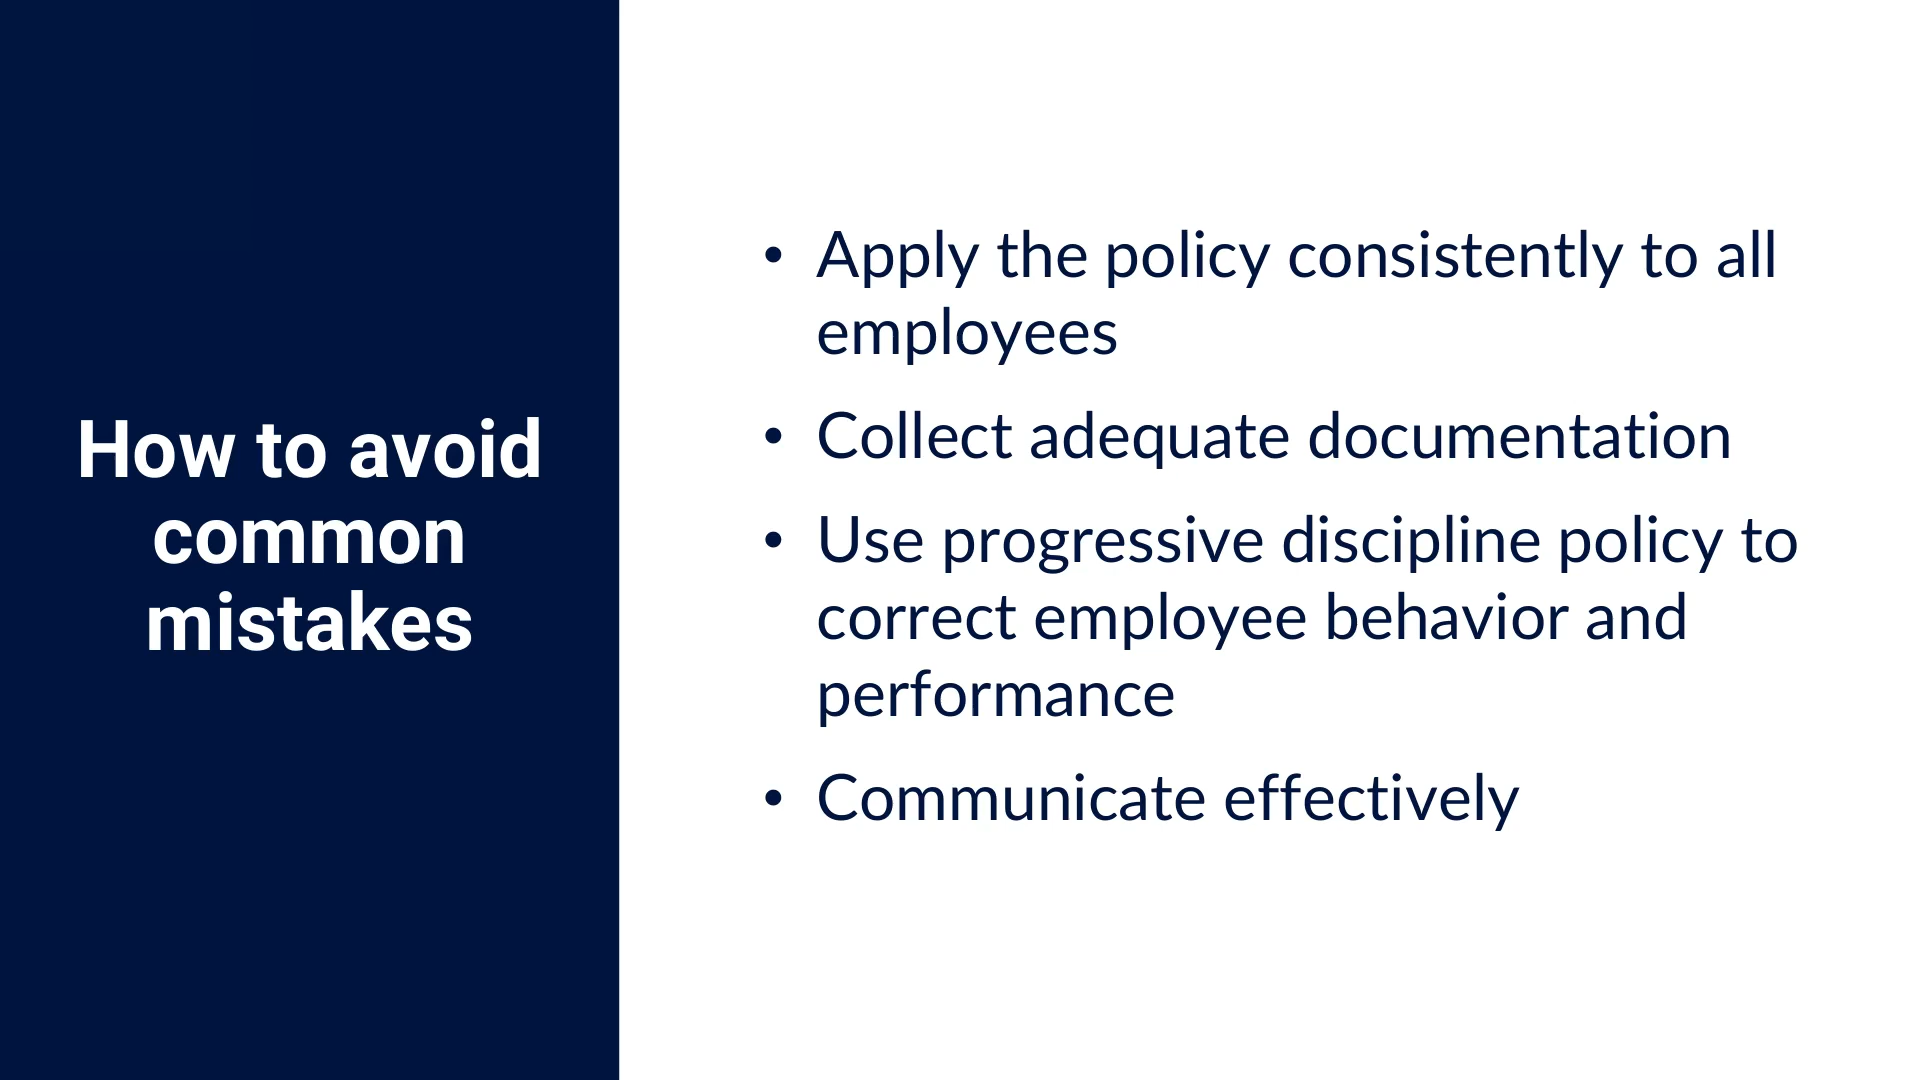 How to avoid
common
mistakes
• Apply the policy consistently to all
employees
• Collect adequate documentation
• Use progressive discipline policy to
correct employee behavior and
performance
• Communicate effectively